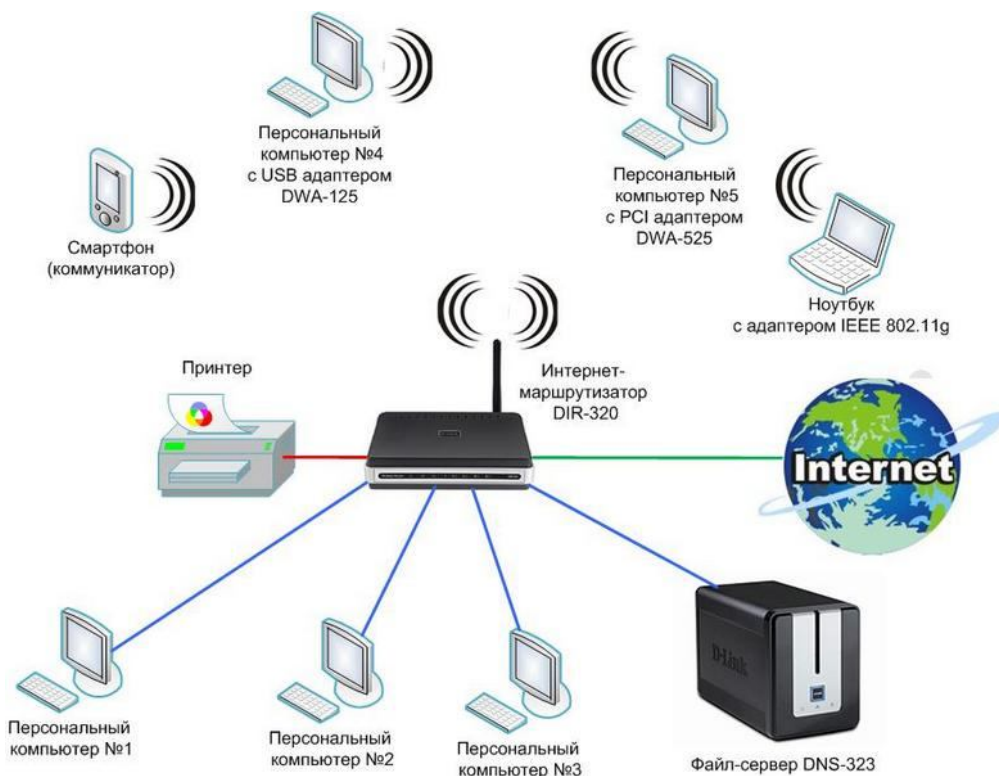 Персональный
компьютер №4
с USB адаптером
DWA-125
Персональный
компьютер №5
с PCI адаптером
DWA-525
Смартфон
(коммуникатор)
Ноутбук
с адаптером IEEE 802.11g
Принтер
Интернет-
маршрутизатор
DIR-320
Internet
D-Link
Персональный
компьютер №1
Персональный
компьютер №2
Персональный
компьютер №3
Файл-сервер DNS-323